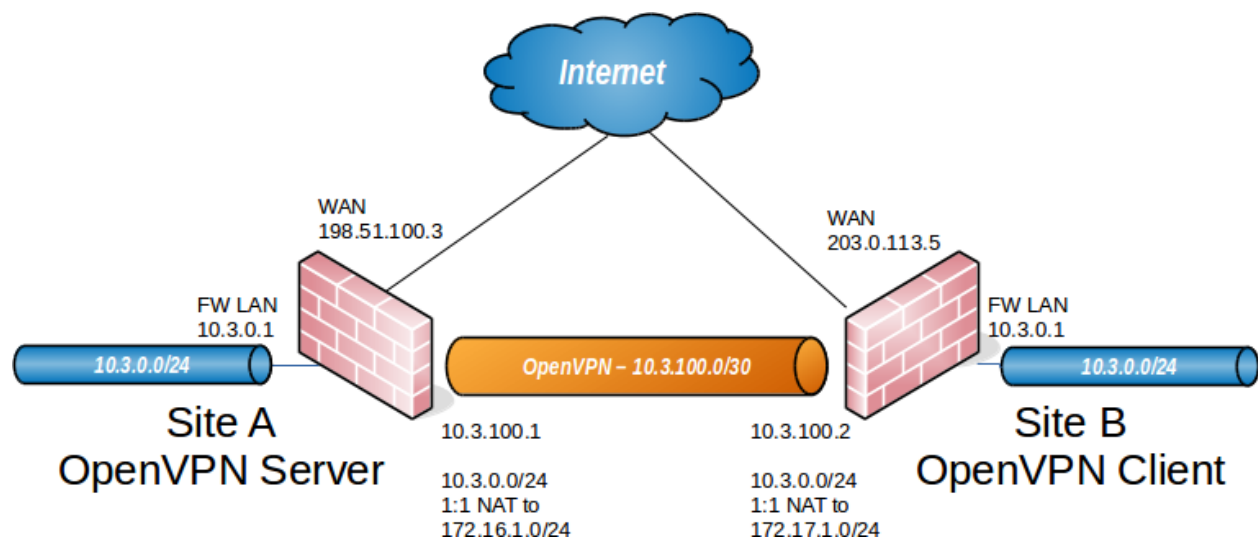 Internet
WAN
198.51.100.3
WAN
203.0.113.5
FW LAN
10.3.0.1
FW LAN
10.3.0.1
10.3.0.0/24
OpenVPN – 10.3.100.0/30
10.3.0.0/24
Site A
OpenVPN Server
10.3.100.1
10.3.0.0/24
1:1 NAT to
172.16.1.0/24
10.3.100.2
10.3.0.0/24
1:1 NAT to
172.17.1.0/24
Site B
OpenVPN Client